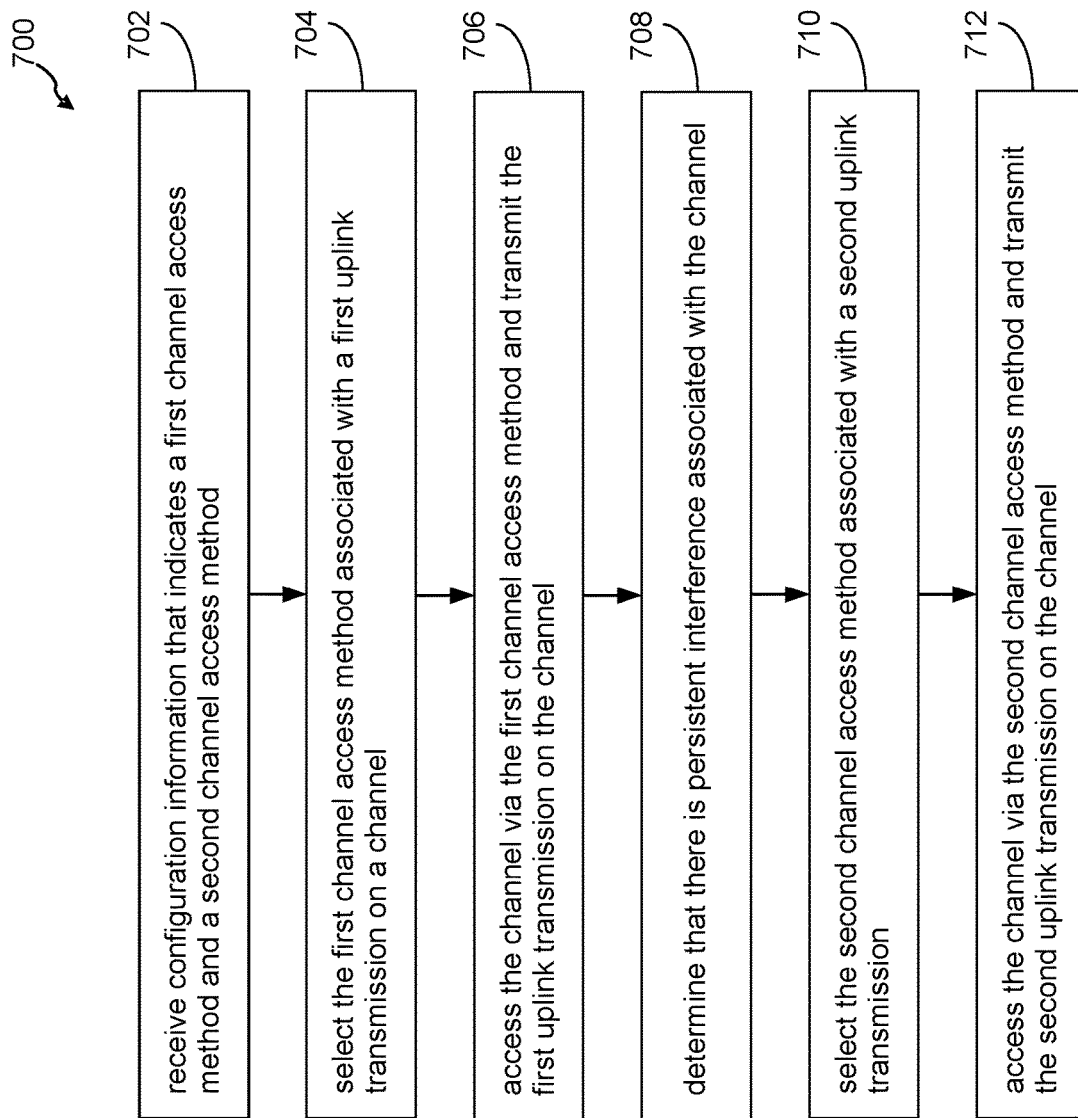 700
702
receive configuration information that indicates a first channel access
method and a second channel access method
704
select the first channel access method associated with a first uplink
transmission on a channel
706
access the channel via the first channel access method and transmit the
first uplink transmission on the channel
708
determine that there is persistent interference associated with the channel
710
select the second channel access method associated with a second uplink
transmission
712
access the channel via the second channel access method and transmit
the second uplink transmission on the channel